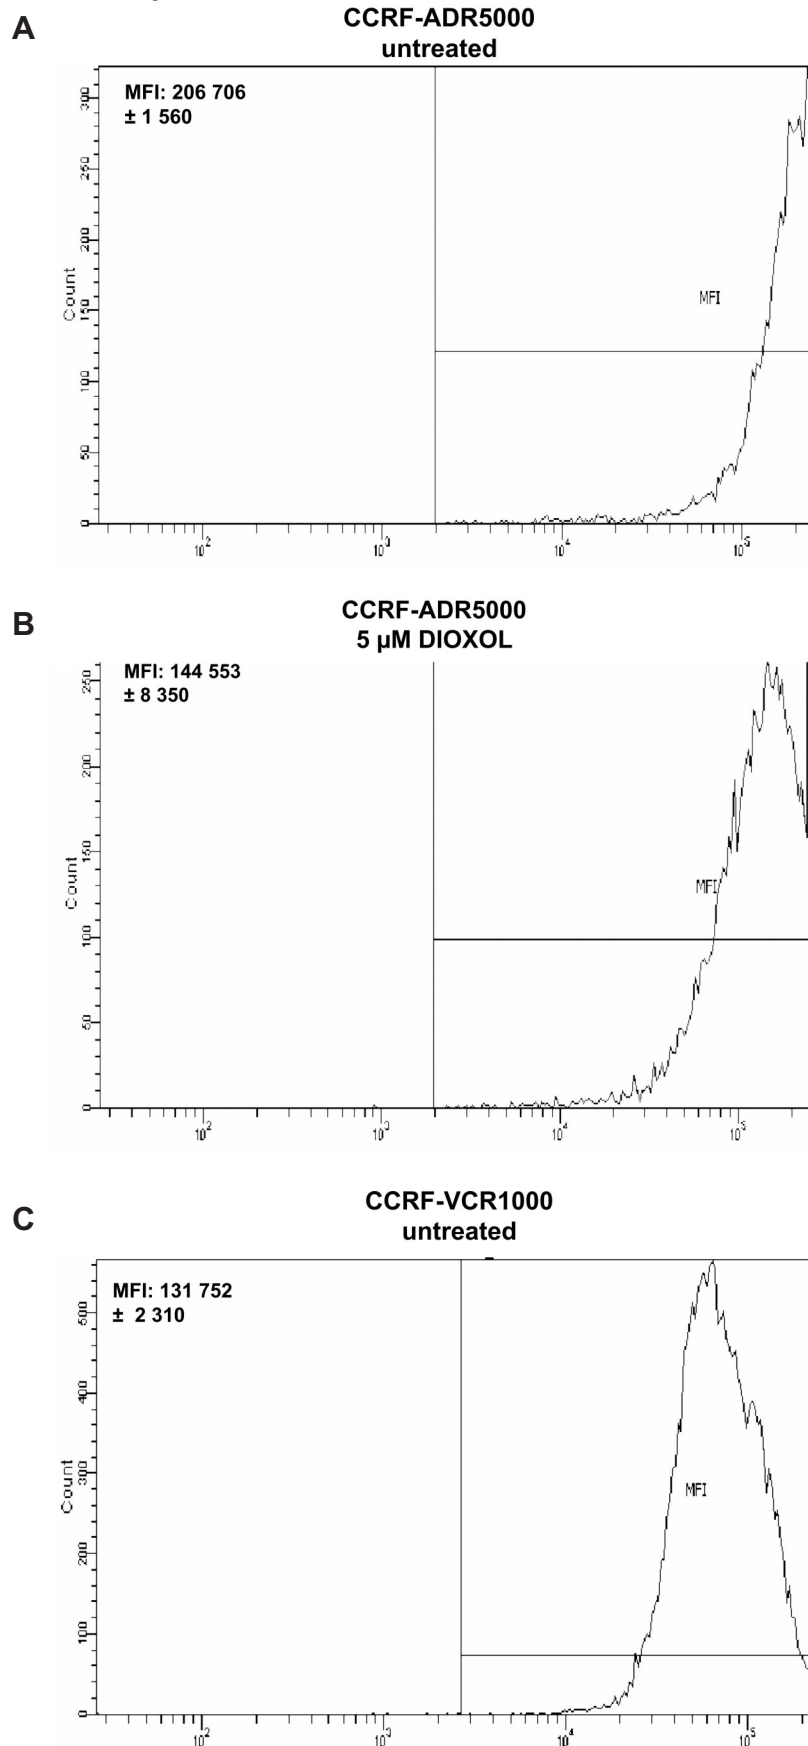 A
CCRF-ADR5000
untreated
MFI: 206 706
± 1 560
300
250
200
150
100
50
0
Count
MFI
10²
10³
10⁴
10⁵
B
CCRF-ADR5000
5 µM DIOXOL
MFI: 144 553
± 8 350
250
200
150
100
50
0
Count
MFI
10²
10³
10⁴
10⁵
C
CCRF-VCR1000
untreated
MFI: 131 752
± 2 310
500
400
300
200
100
0
Count
MFI
10²
10³
10⁴
10⁵